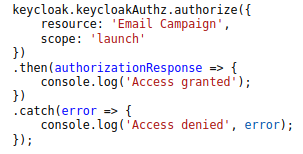 keycloak.keycloakAuthz.authorize({
    resource: 'Email Campaign',
    scope: 'launch'
})
.then(authorizationResponse => {
    console.log('Access granted');
})
.catch(error => {
    console.log('Access denied', error);
});